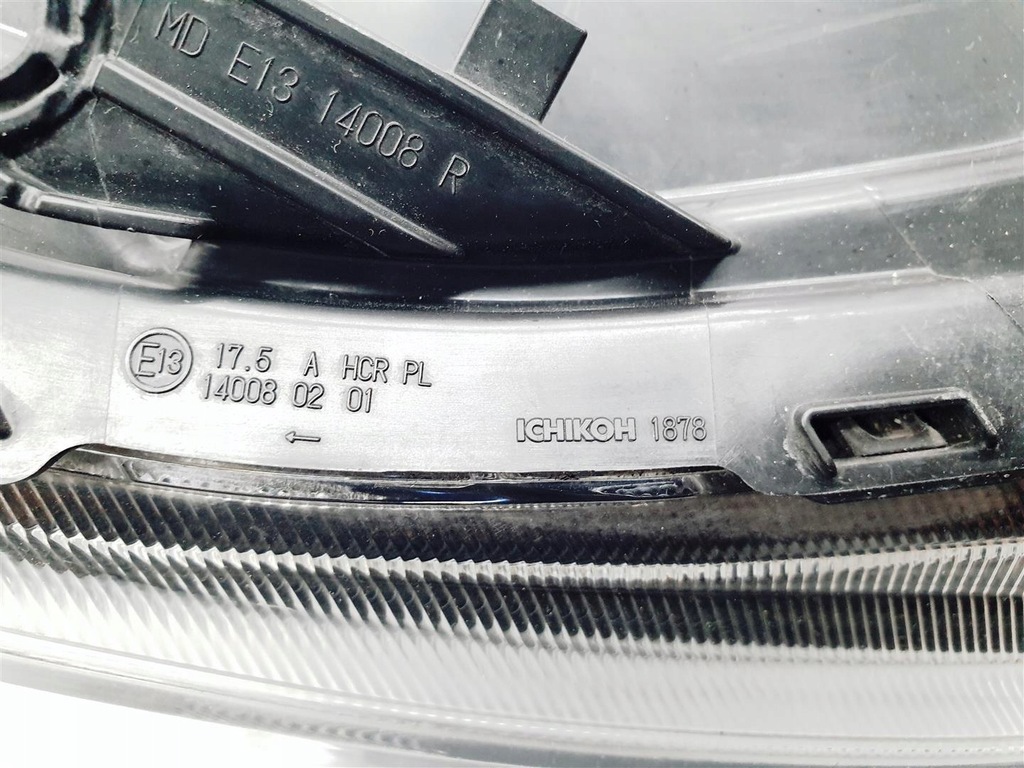 MD E13 14008 R
E13 17.5 A HCR PL
14008 02 01
←
ICHIKOH 1878